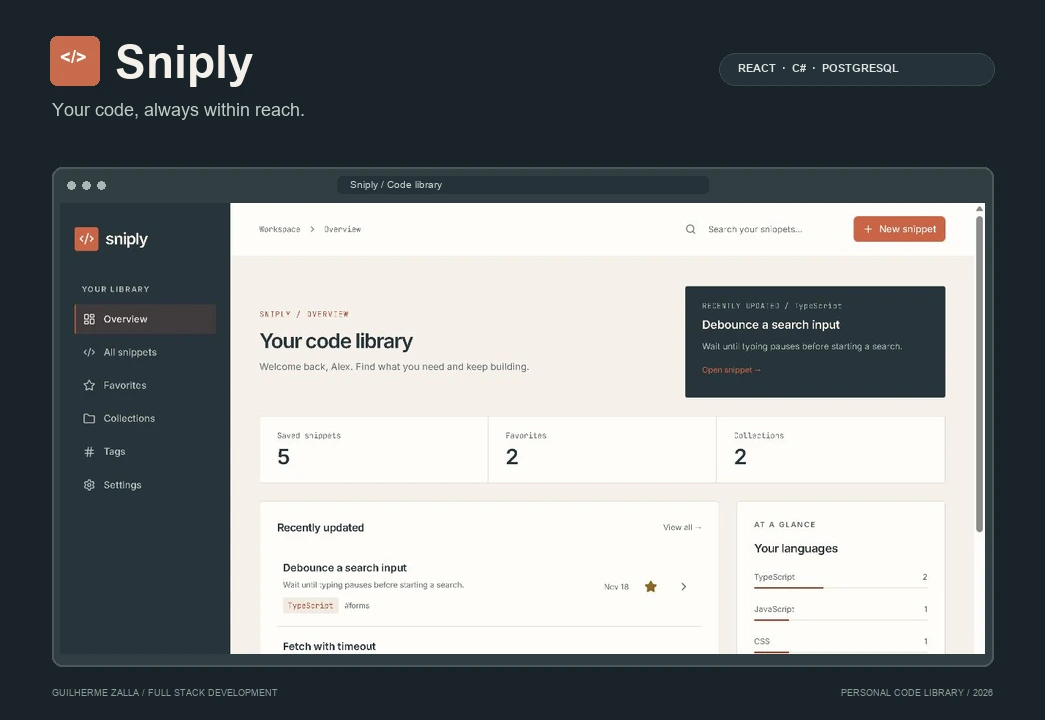 </>
Sniply
REACT · C# · POSTGRESQL
Your code, always within reach.
Sniply / Code library
</> sniply
Workspace > Overview
Search your snippets...
+ New snippet
YOUR LIBRARY
Overview
</> All snippets
Favorites
Collections
# Tags
Settings
SNIPLY / OVERVIEW
Your code library
Welcome back, Alex. Find what you need and keep building.
RECENTLY UPDATED / TypeScript
Debounce a search input
Wait until typing pauses before starting a search.
Open snippet →
Saved snippets
5
Favorites
2
Collections
2
Recently updated
View all →
Debounce a search input
Wait until typing pauses before starting a search.
Nov 18
TypeScript #forms
Fetch with timeout
AT A GLANCE
Your languages
TypeScript 2
JavaScript 1
CSS 1
GUILHERME ZALLA / FULL STACK DEVELOPMENT
PERSONAL CODE LIBRARY / 2026